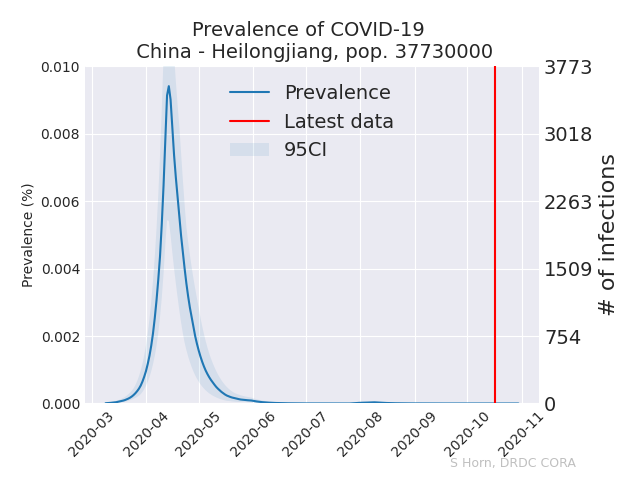 Prevalence of COVID-19
China - Heilongjiang, pop. 37730000
Prevalence
Latest data
95CI
Prevalence (%)
0.010
0.008
0.006
0.004
0.002
0.000
3773
3018
2263
1509
754
0
# of infections
2020-03
2020-04
2020-05
2020-06
2020-07
2020-08
2020-09
2020-10
2020-11
S Horn, DRDC CORA